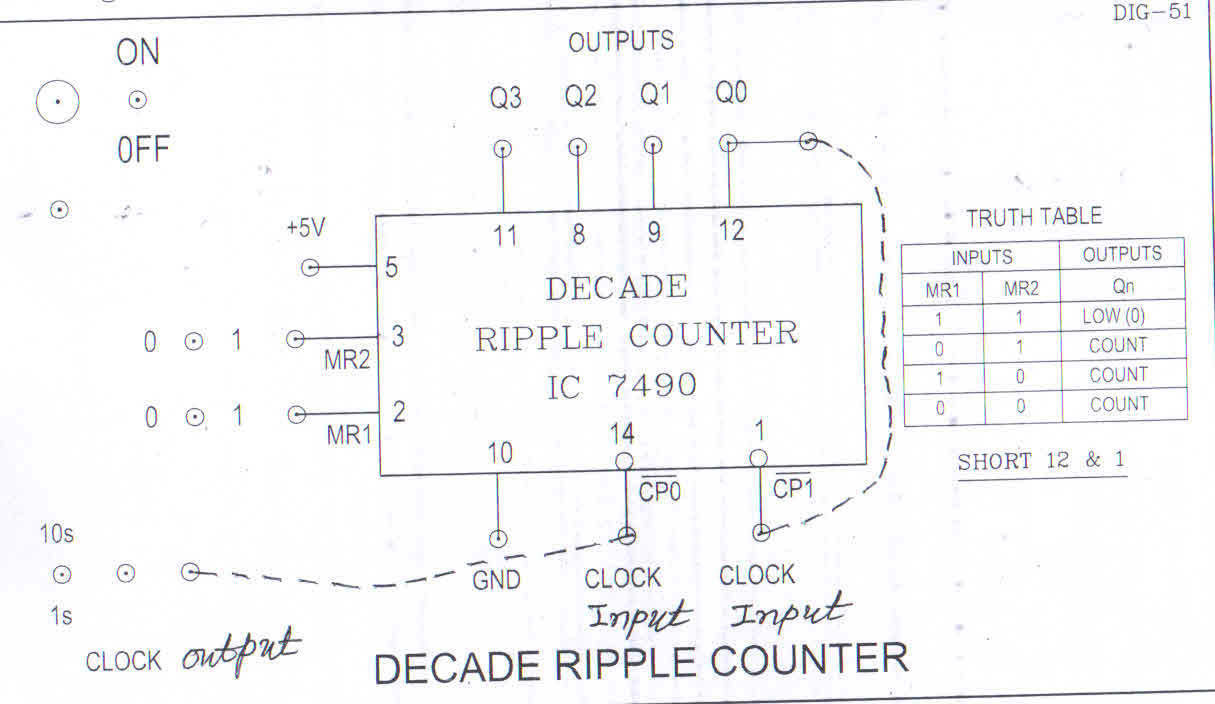 DIG-51
ON
OFF
OUTPUTS
Q3 Q2 Q1 Q0
11 8 9 12
+5V
5
0 1
MR2
3
0 1
MR1
2
DECADE
RIPPLE COUNTER
IC 7490
10 14 1
CP0 CP1
10s
1s
CLOCK output
GND
CLOCK
Input
CLOCK
Input
TRUTH TABLE
INPUTS OUTPUTS
MR1 MR2 Qn
1 1 LOW (0)
0 1 COUNT
1 0 COUNT
0 0 COUNT
SHORT 12 & 1
DECADE RIPPLE COUNTER